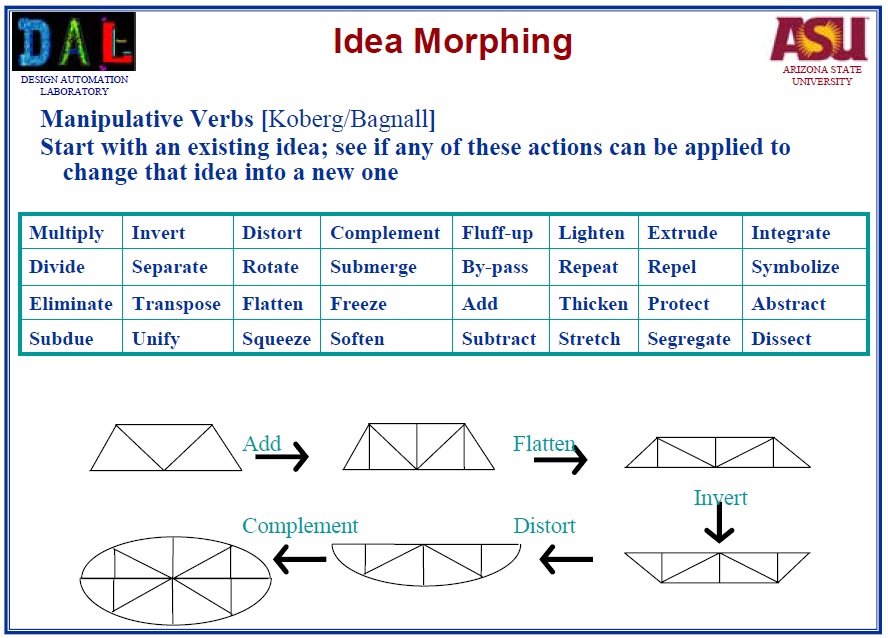 DAL
Idea Morphing
ASU
DESIGN AUTOMATION
LABORATORY
ARIZONA STATE
UNIVERSITY
Manipulative Verbs [Koberg/Bagnall]
Start with an existing idea; see if any of these actions can be applied to
change that idea into a new one
Multiply Invert Distort Complement Fluff-up Lighten Extrude Integrate
Divide Separate Rotate Submerge By-pass Repeat Repel Symbolize
Eliminate Transpose Flatten Freeze Add Thicken Protect Abstract
Subdue Unify Squeeze Soften Subtract Stretch Segregate Dissect
Add
Flatten
Invert
Complement
Distort